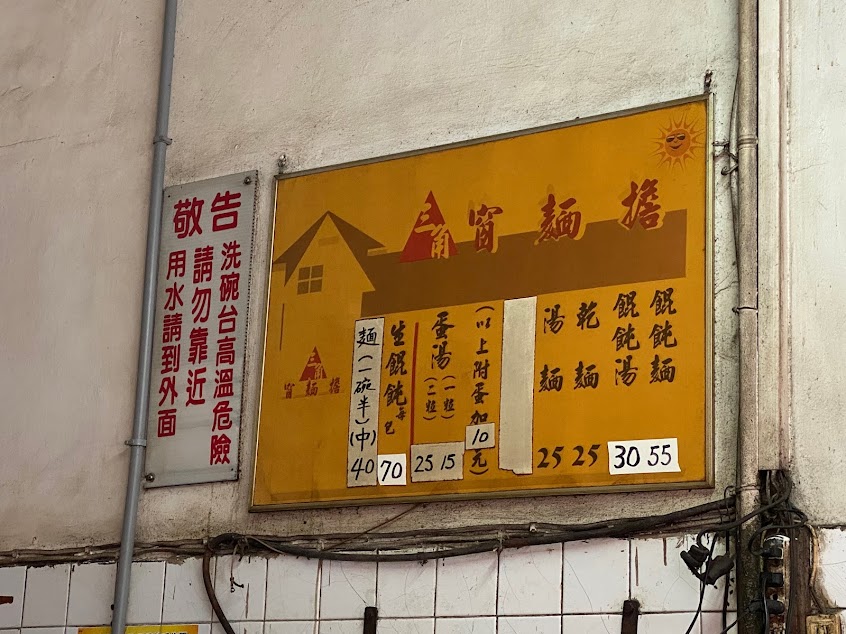 敬告
洗碗台高溫危險
請勿靠近
用水請到外面
三角窗麵擔
餛飩麵 55
餛飩湯 30
乾麵 25
湯麵 25
(以上附蛋加10元)
蛋湯 (一粒) 15
(二粒) 25
生餛飩每包 70
麵(一碗半)(中) 40
三角
窗麵擔